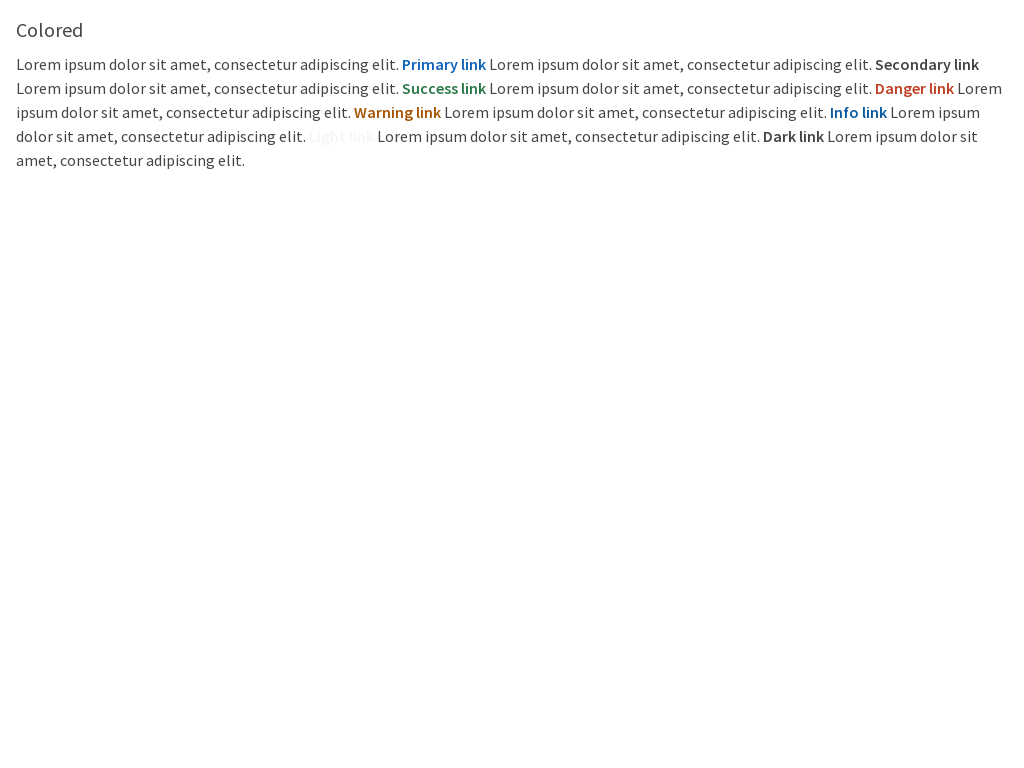 Colored
Lorem ipsum dolor sit amet, consectetur adipiscing elit. Primary link Lorem ipsum dolor sit amet, consectetur adipiscing elit. Secondary link
Lorem ipsum dolor sit amet, consectetur adipiscing elit. Success link Lorem ipsum dolor sit amet, consectetur adipiscing elit. Danger link Lorem
ipsum dolor sit amet, consectetur adipiscing elit. Warning link Lorem ipsum dolor sit amet, consectetur adipiscing elit. Info link Lorem ipsum
dolor sit amet, consectetur adipiscing elit. Light link Lorem ipsum dolor sit amet, consectetur adipiscing elit. Dark link Lorem ipsum dolor sit
amet, consectetur adipiscing elit.